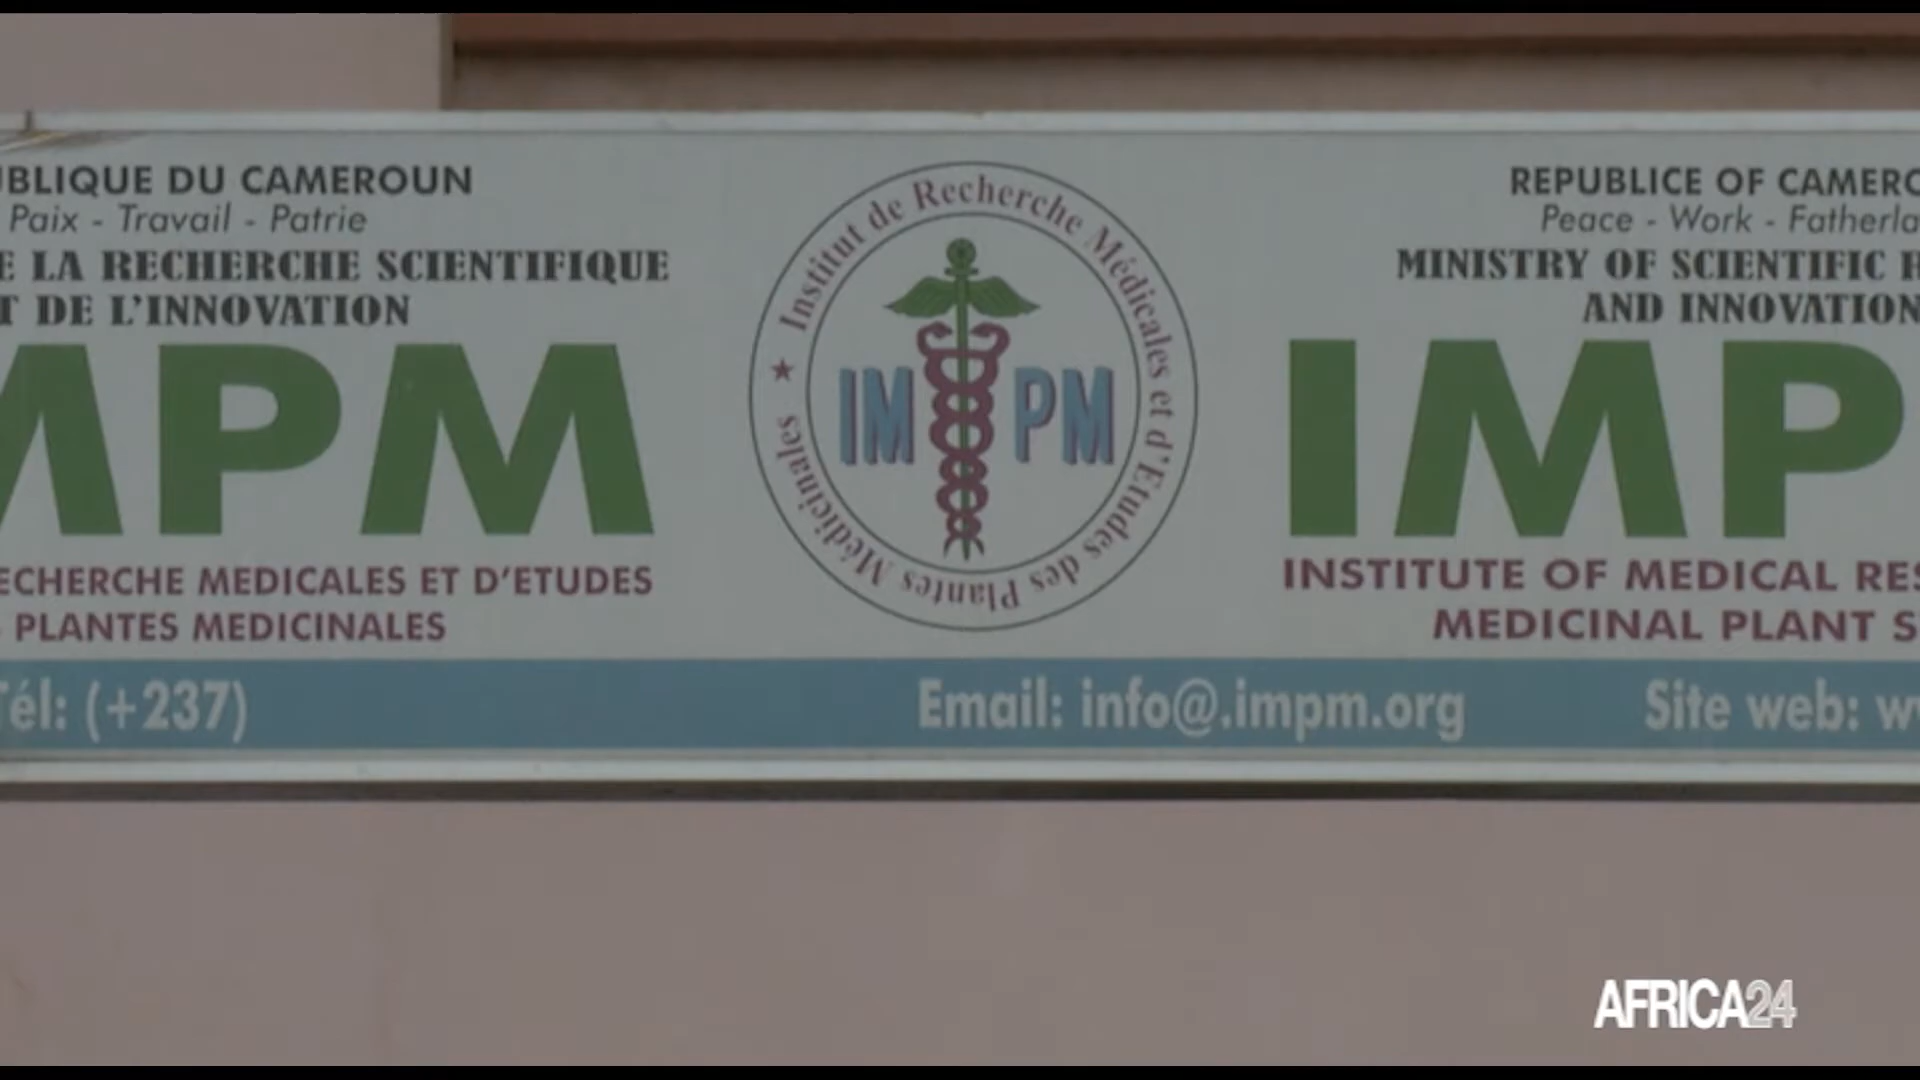 UBLIQUE DU CAMEROUN
Paix - Travail - Patrie
E LA RECHERCHE SCIENTIFIQUE
T DE L'INNOVATION
MPM
ECHERCHE MEDICALES ET D'ETUDES
PLANTES MEDICINALES
Tél: (+237)
Institut de Recherche Médicales et d'Etudes des Plantes Médicinales
IM PM
Email: info@.impm.org
REPUBLICE OF CAMERO
Peace - Work - Fatherla
MINISTRY OF SCIENTIFIC R
AND INNOVATION
IMP
INSTITUTE OF MEDICAL RES
MEDICINAL PLANT S
Site web: ww
AFRICA24